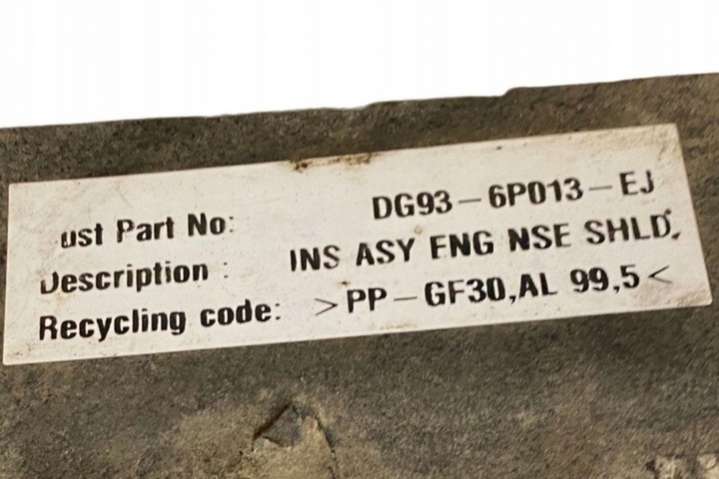 ust Part No: DG93-6P013-EJ
Description : INS ASY ENG NSE SHLD.
Recycling code: >PP-GF30,AL 99,5<